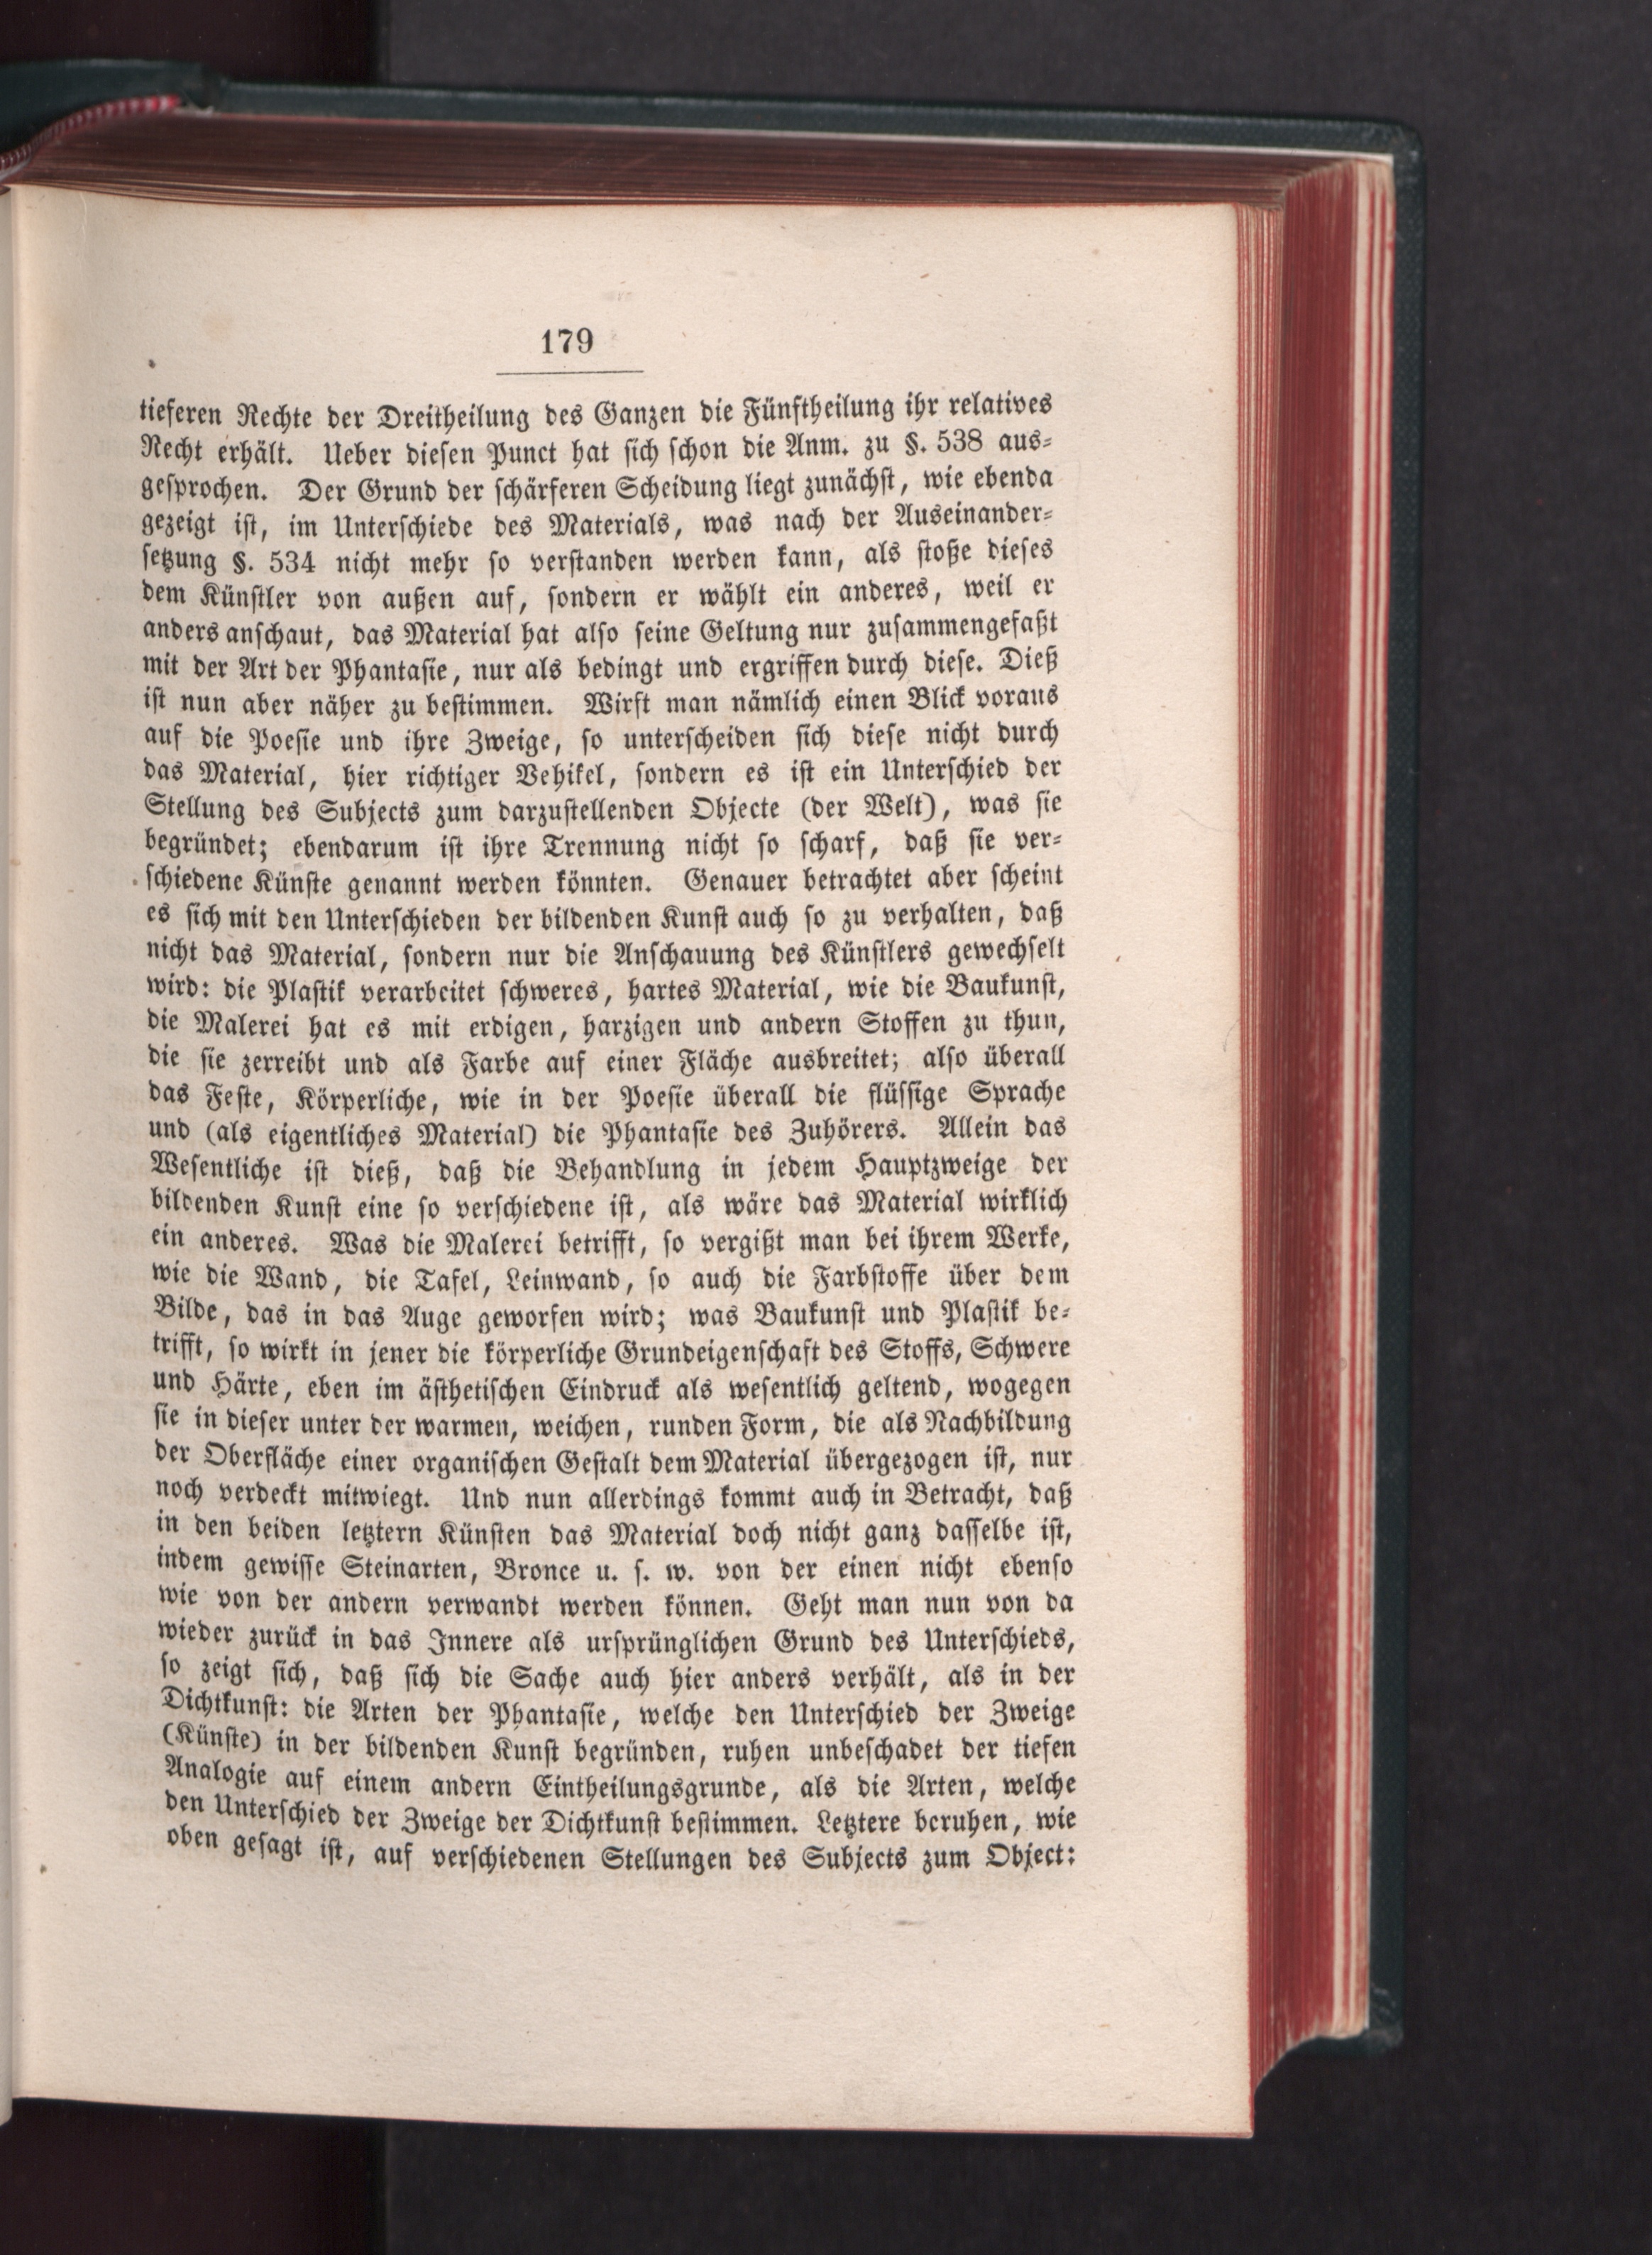 179
tieferen Rechte der Dreitheilung des Ganzen die Fünftheilung ihr relatives
Recht erhält. Ueber diesen Punct hat sich schon die Anm. zu §. 538 aus-
gesprochen. Der Grund der schärferen Scheidung liegt zunächst, wie ebenda
gezeigt ist, im Unterschiede des Materials, was nach der Auseinander-
setzung §. 534 nicht mehr so verstanden werden kann, als stoße dieses
dem Künstler von außen auf, sondern er wählt ein anderes, weil er
anders anschaut, das Material hat also seine Geltung nur zusammengefaßt
mit der Art der Phantasie, nur als bedingt und ergriffen durch diese. Dieß
ist nun aber näher zu bestimmen. Wirft man nämlich einen Blick voraus
auf die Poesie und ihre Zweige, so unterscheiden sich diese nicht durch
das Material, hier richtiger Vehikel, sondern es ist ein Unterschied der
Stellung des Subjects zum darzustellenden Objecte (der Welt), was sie
begründet; ebendarum ist ihre Trennung nicht so scharf, daß sie ver-
schiedene Künste genannt werden könnten. Genauer betrachtet aber scheint
es sich mit den Unterschieden der bildenden Kunst auch so zu verhalten, daß
nicht das Material, sondern nur die Anschauung des Künstlers gewechselt
wird: die Plastik verarbeitet schweres, hartes Material, wie die Baukunst,
die Malerei hat es mit erdigen, harzigen und andern Stoffen zu thun,
die sie zerreibt und als Farbe auf einer Fläche ausbreitet; also überall
das Feste, Körperliche, wie in der Poesie überall die flüssige Sprache
und (als eigentliches Material) die Phantasie des Zuhörers. Allein das
Wesentliche ist dieß, daß die Behandlung in jedem Hauptzweige der
bildenden Kunst eine so verschiedene ist, als wäre das Material wirklich
ein anderes. Was die Malerei betrifft, so vergißt man bei ihrem Werke,
wie die Wand, die Tafel, Leinwand, so auch die Farbstoffe über dem
Bilde, das in das Auge geworfen wird; was Baukunst und Plastik be-
trifft, so wirkt in jener die körperliche Grundeigenschaft des Stoffs, Schwere
und Härte, eben im ästhetischen Eindruck als wesentlich geltend, wogegen
sie in dieser unter der warmen, weichen, runden Form, die als Nachbildung
der Oberfläche einer organischen Gestalt dem Material übergezogen ist, nur
noch verdeckt mitwiegt. Und nun allerdings kommt auch in Betracht, daß
in den beiden letztern Künsten das Material doch nicht ganz dasselbe ist,
indem gewisse Steinarten, Bronce u. s. w. von der einen nicht ebenso
wie von der andern verwandt werden können. Geht man nun von da
wieder zurück in das Innere als ursprünglichen Grund des Unterschieds,
so zeigt sich, daß sich die Sache auch hier anders verhält, als in der
Dichtkunst: die Arten der Phantasie, welche den Unterschied der Zweige
(Künste) in der bildenden Kunst begründen, ruhen unbeschadet der tiefen
Analogie auf einem andern Eintheilungsgrunde, als die Arten, welche
den Unterschied der Zweige der Dichtkunst bestimmen. Letztere beruhen, wie
oben gesagt ist, auf verschiedenen Stellungen des Subjects zum Object: